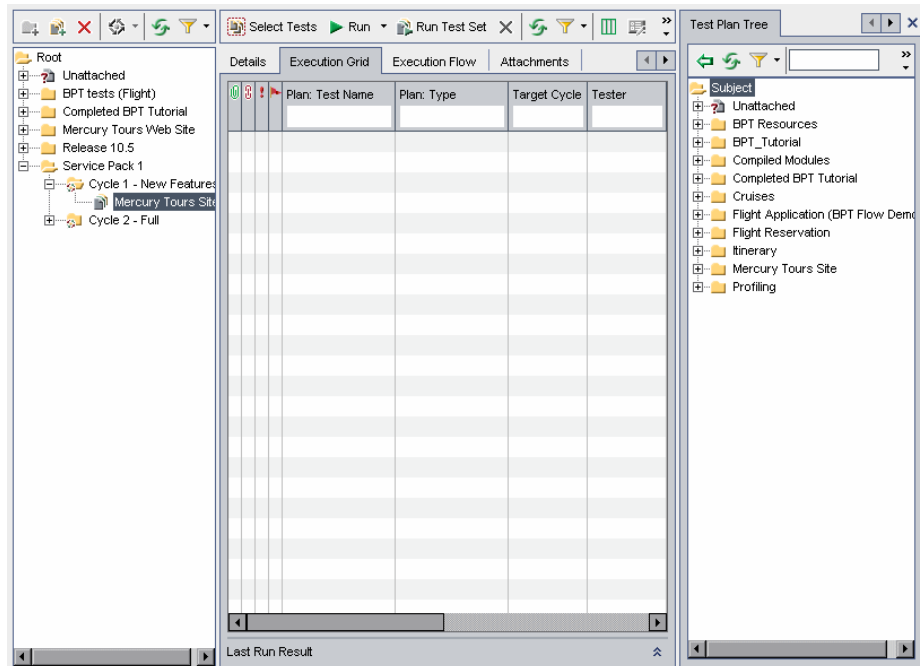 Select Tests Run Run Test Set
Root
Unattached
BPT tests (Flight)
Completed BPT Tutorial
Mercury Tours Web Site
Release 10.5
Service Pack 1
Cycle 1 - New Features
Mercury Tours Site
Cycle 2 - Full
Details Execution Grid Execution Flow Attachments
Plan: Test Name Plan: Type Target Cycle Tester
Last Run Result
Test Plan Tree
Subject
Unattached
BPT Resources
BPT_Tutorial
Compiled Modules
Completed BPT Tutorial
Cruises
Flight Application (BPT Flow Demo
Flight Reservation
Itinerary
Mercury Tours Site
Profiling